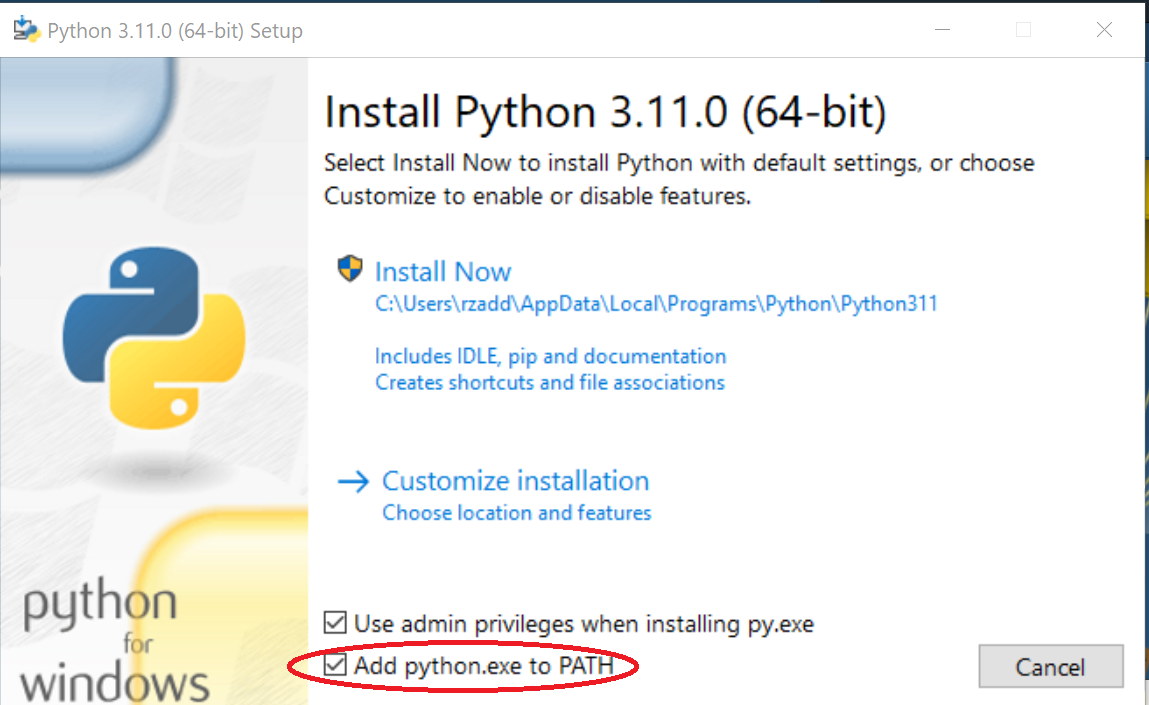 Python 3.11.0 (64-bit) Setup
Install Python 3.11.0 (64-bit)
Select Install Now to install Python with default settings, or choose
Customize to enable or disable features.
Install Now
C:\Users\rzadd\AppData\Local\Programs\Python\Python311
Includes IDLE, pip and documentation
Creates shortcuts and file associations
Customize installation
Choose location and features
Use admin privileges when installing py.exe
Add python.exe to PATH
Cancel
python
for
windows